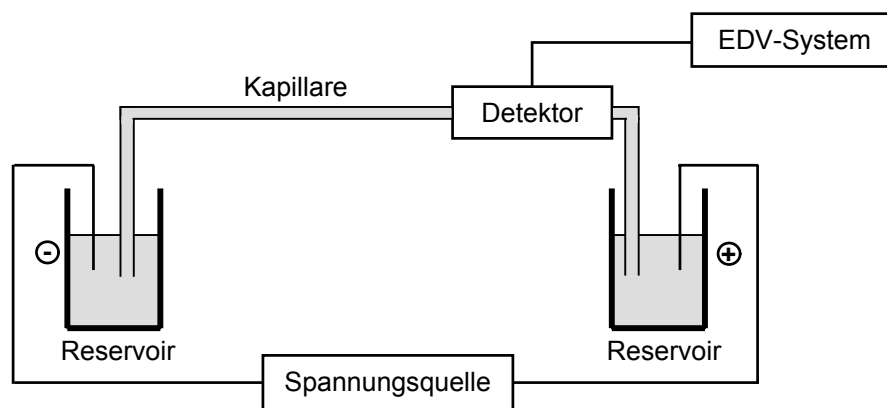 EDV-System
Kapillare
Detektor
-
+
Reservoir
Reservoir
Spannungsquelle